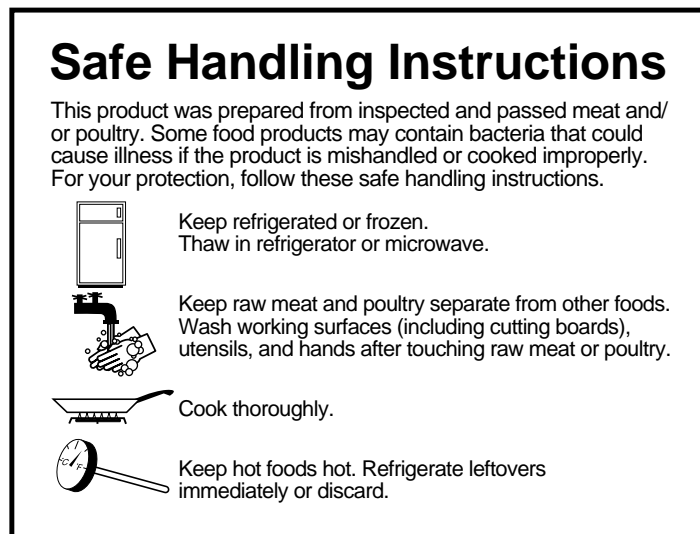 Safe Handling Instructions
This product was prepared from inspected and passed meat and/
or poultry. Some food products may contain bacteria that could
cause illness if the product is mishandled or cooked improperly.
For your protection, follow these safe handling instructions.
Keep refrigerated or frozen.
Thaw in refrigerator or microwave.
Keep raw meat and poultry separate from other foods.
Wash working surfaces (including cutting boards),
utensils, and hands after touching raw meat or poultry.
Cook thoroughly.
°C °F
Keep hot foods hot. Refrigerate leftovers
immediately or discard.